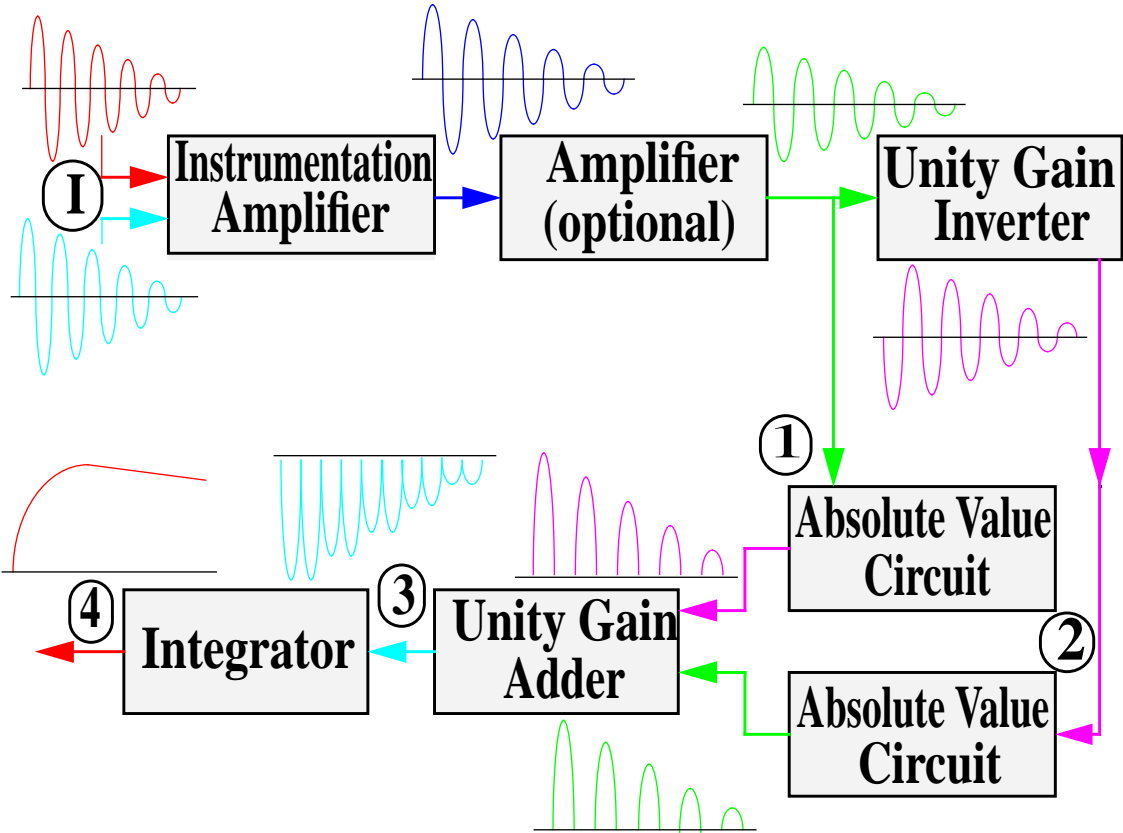 I
Instrumentation
Amplifier
Amplifier
(optional)
Unity Gain
Inverter
1
Absolute Value
Circuit
2
Absolute Value
Circuit
Unity Gain
Adder
3
Integrator
4